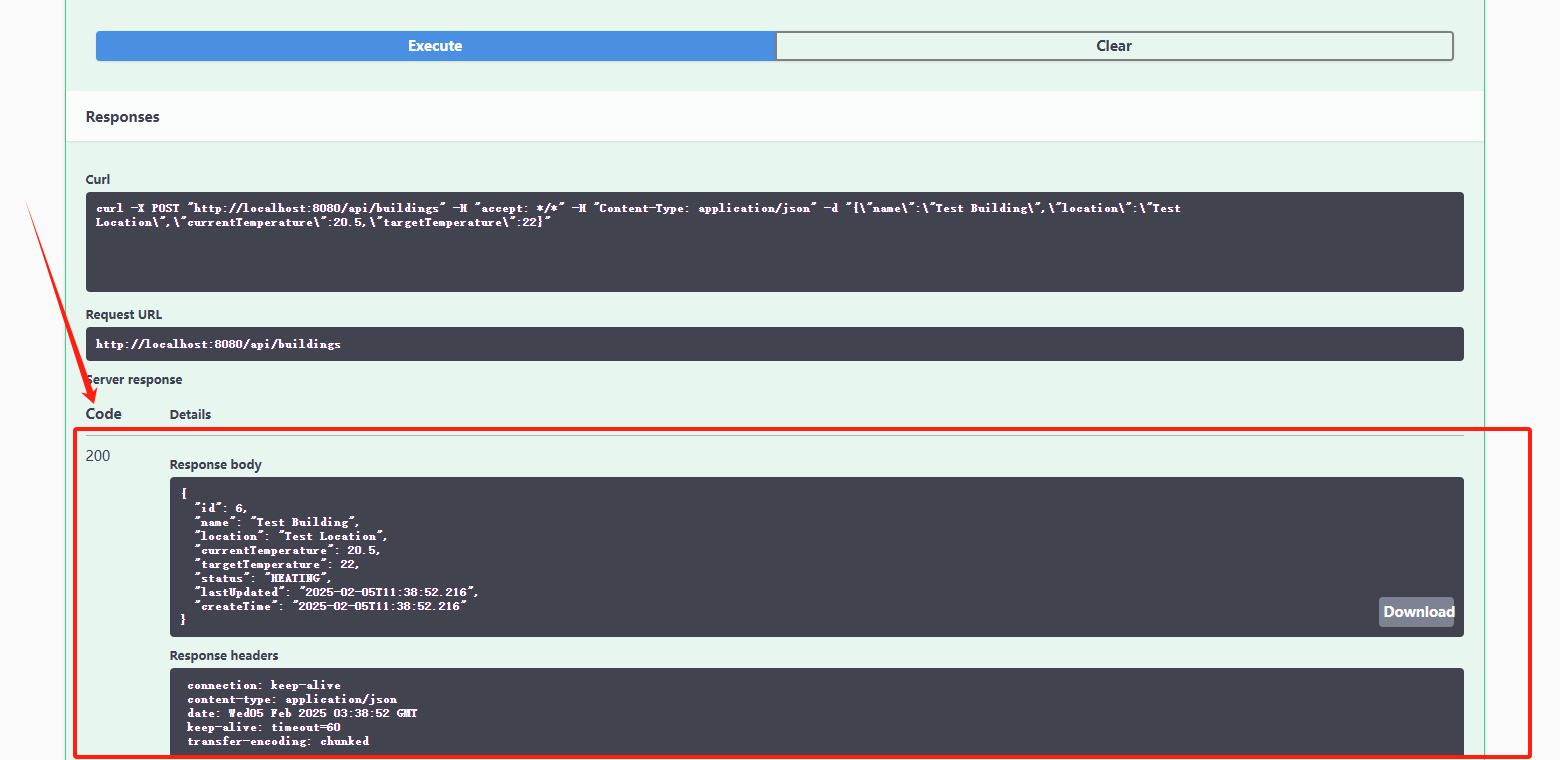 Execute
Clear
Responses
Curl
curl -X POST "http://localhost:8080/api/buildings" -H "accept: */*" -H "Content-Type: application/json" -d "{\"name\":\"Test Building\",\"location\":\"Test
Location\",\"currentTemperature\":20.5,\"targetTemperature\":22}"
Request URL
http://localhost:8080/api/buildings
Server response
Code Details
200
Response body
{
"id": 6,
"name": "Test Building",
"location": "Test Location",
"currentTemperature": 20.5,
"targetTemperature": 22,
"status": "HEATING",
"lastUpdated": "2025-02-05T11:38:52.216",
"createTime": "2025-02-05T11:38:52.216"
}
Download
Response headers
connection: keep-alive
content-type: application/json
date: Wed05 Feb 2025 03:38:52 GMT
keep-alive: timeout=60
transfer-encoding: chunked